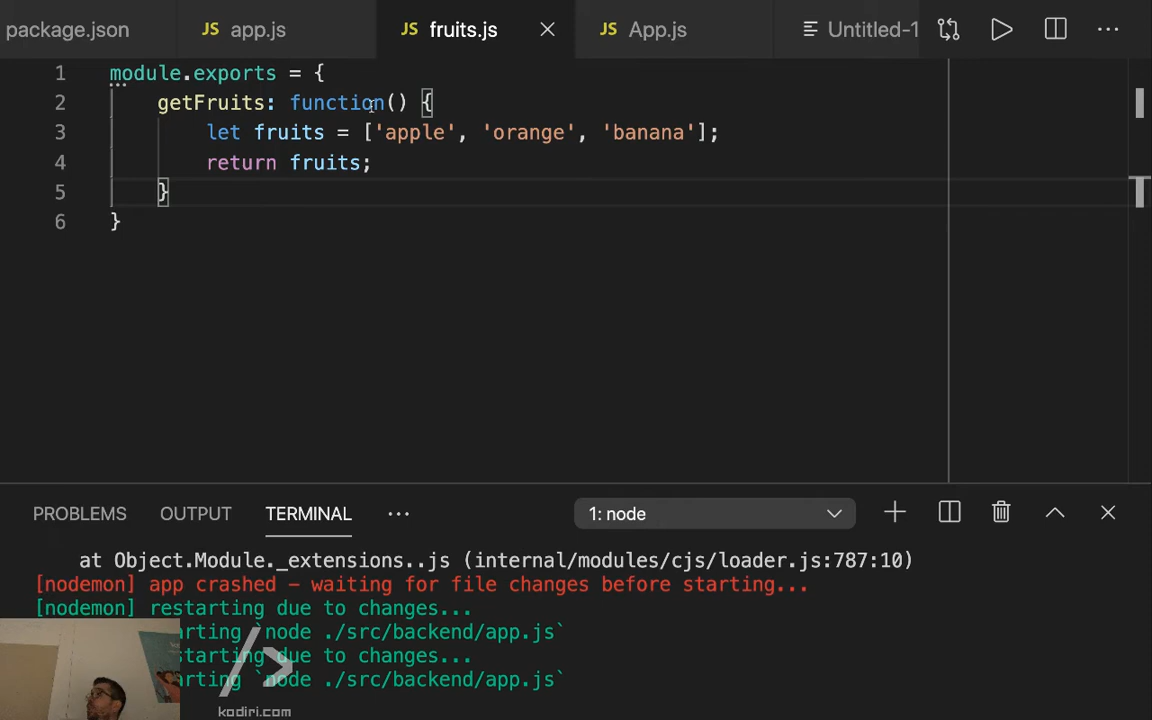 package.json JS app.js JS fruits.js JS App.js Untitled-1
1 module.exports = {
2 getFruits: function() {
3 let fruits = ['apple', 'orange', 'banana'];
4 return fruits;
5 }
6 }
PROBLEMS OUTPUT TERMINAL 1: node
at Object.Module._extensions..js (internal/modules/cjs/loader.js:787:10)
[nodemon] app crashed – waiting for file changes before starting...
[nodemon] restarting due to changes...
arting `node ./src/backend/app.js`
starting due to changes...
arting `node ./src/backend/app.js`
kodiri.com